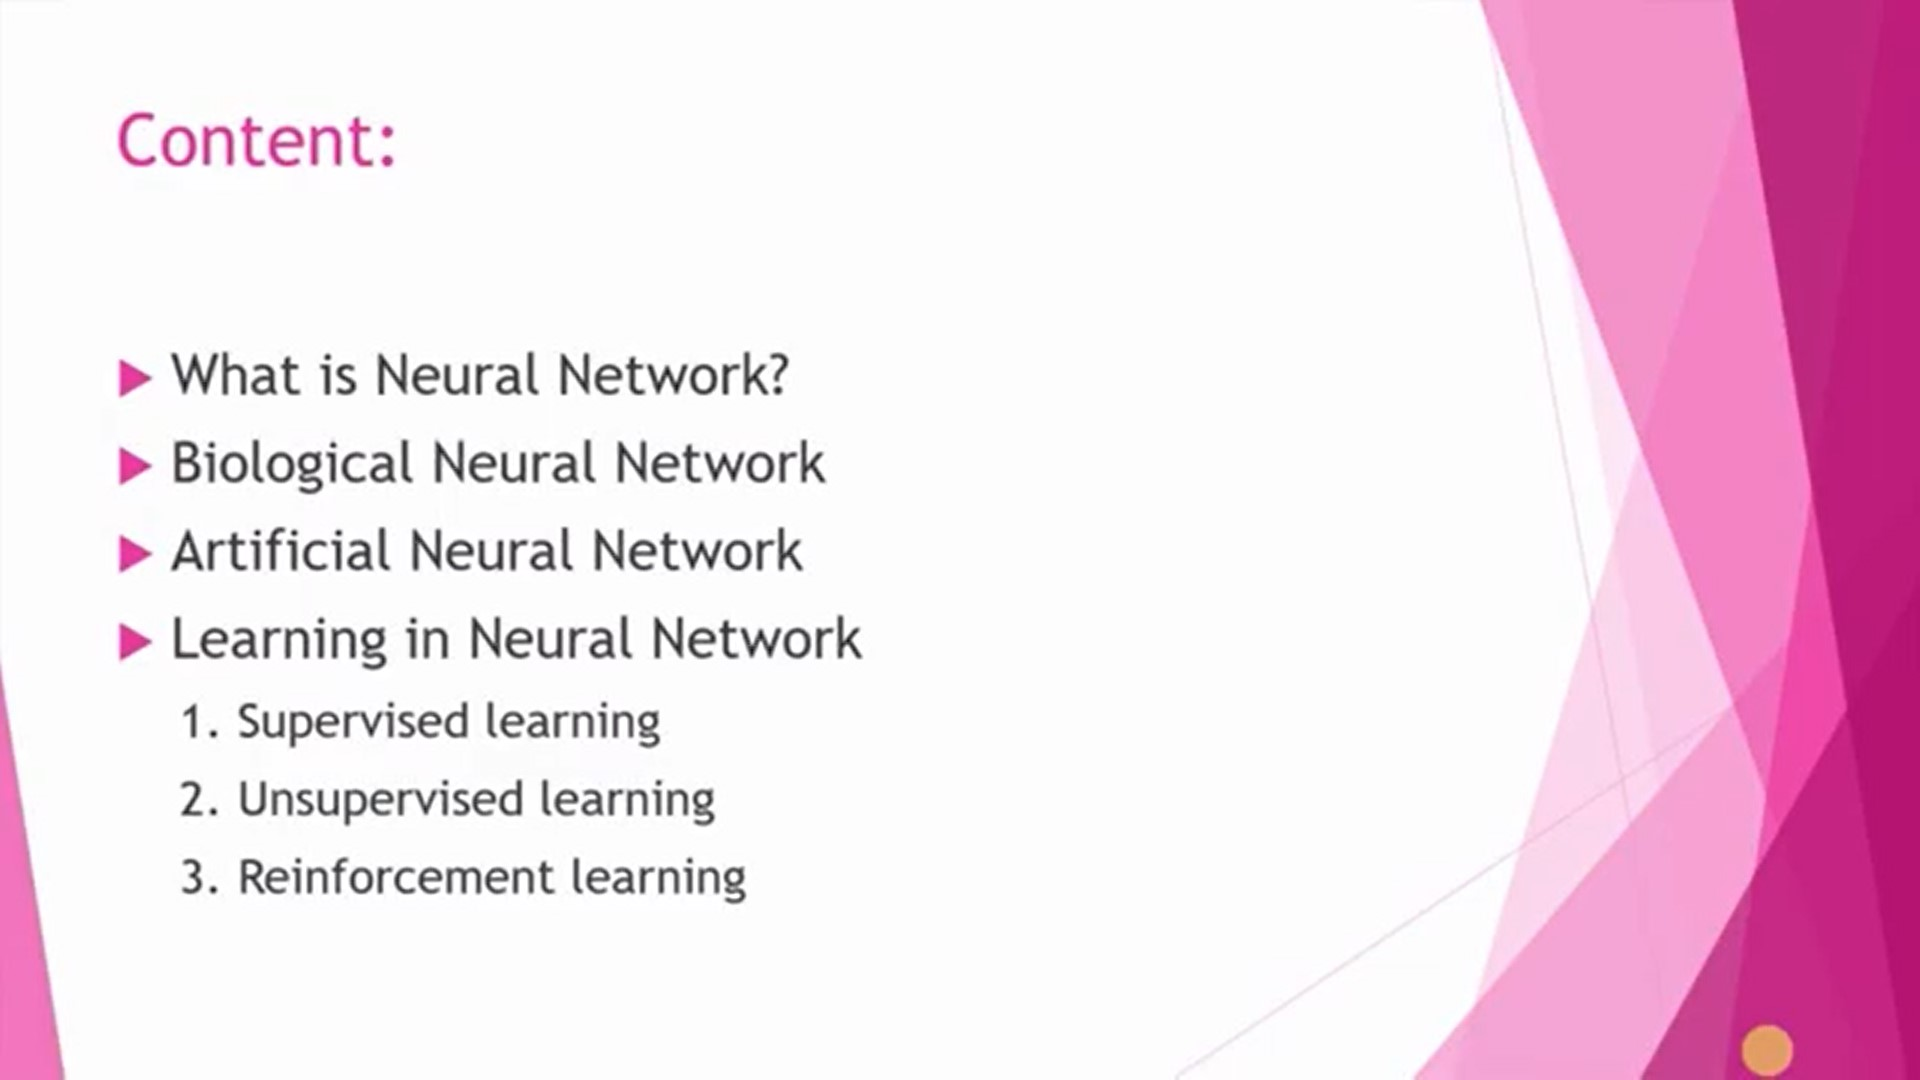 Content:
What is Neural Network?
Biological Neural Network
Artificial Neural Network
Learning in Neural Network
1. Supervised learning
2. Unsupervised learning
3. Reinforcement learning